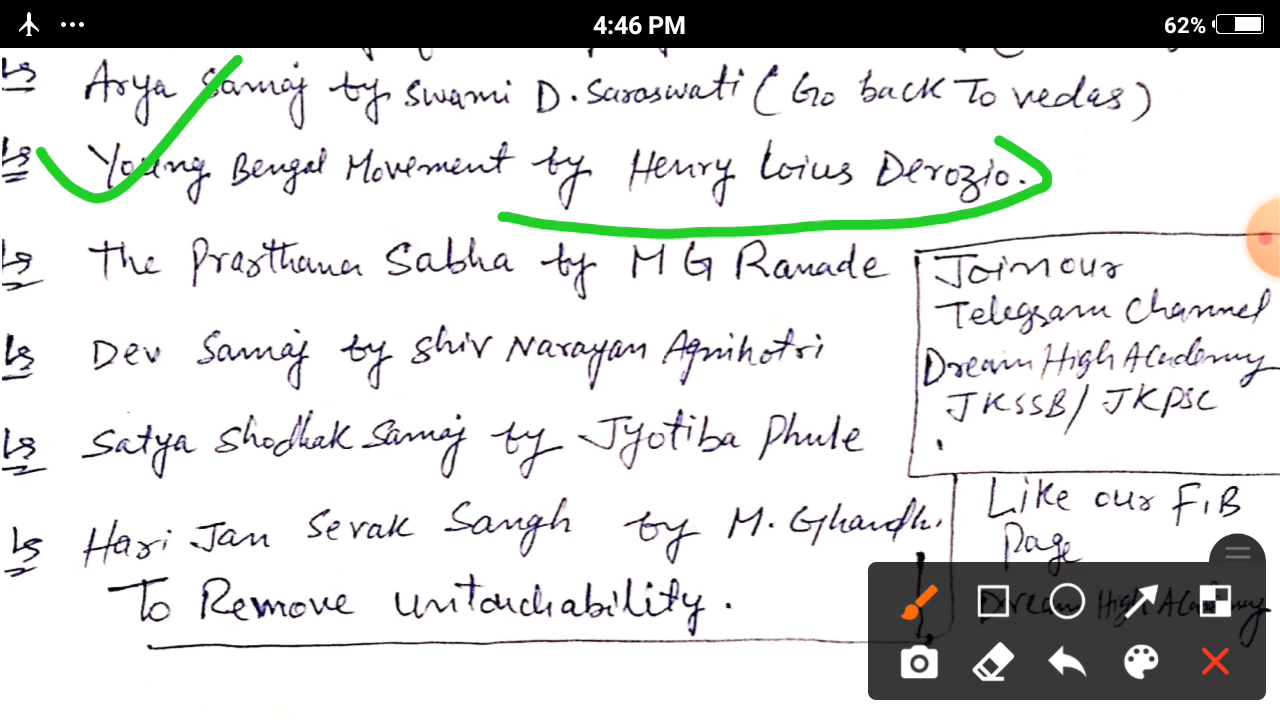 4:46 PM
62%
Arya Samaj by Swami D. Saraswati ( Go back To vedas )
Young Bengal Movement by Henry Loius Derozio.
The Prarthana Sabha by M G Ranade
Dev Samaj by Shiv Narayan Agnihotri
Satya Shodhak Samaj by Jyotiba Phule
Hari Jan Sevak Sangh by M. Ghandhi
To Remove untouchability.
Join our
Telegram Channel
Dream High Academy
JKSSB/ JKPSC
Like our F.B
Page
Dream High Academy